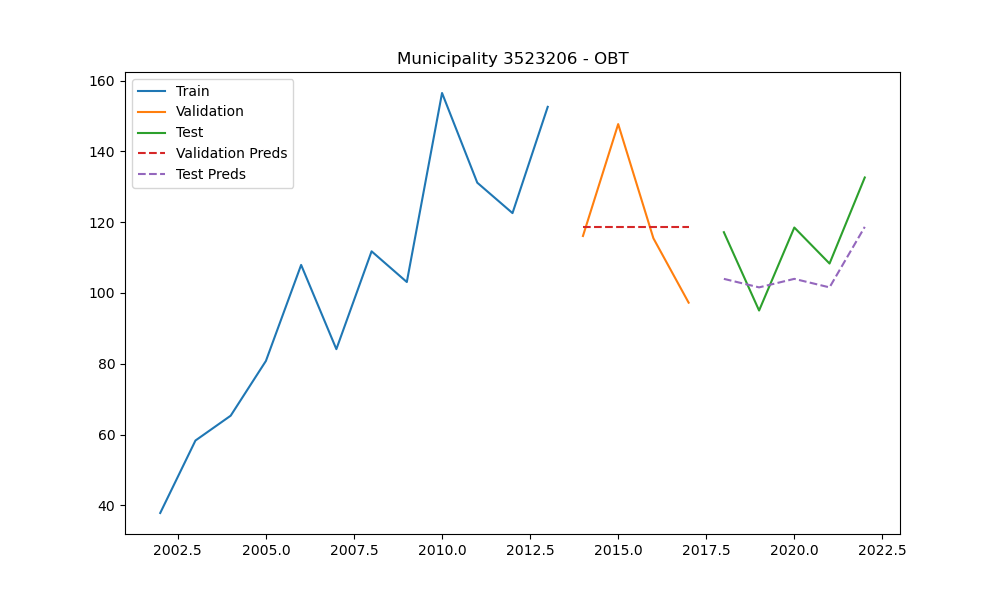 Municipality 3523206 - OBT
Train
Validation
Test
Validation Preds
Test Preds
160
140
120
100
80
60
40
2002.5 2005.0 2007.5 2010.0 2012.5 2015.0 2017.5 2020.0 2022.5